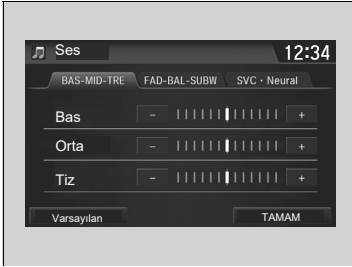 Ses 12:34
BAS-MID-TRE FAD-BAL-SUBW SVC・Neural
Bas - +
Orta - +
Tiz - +
Varsayılan TAMAM